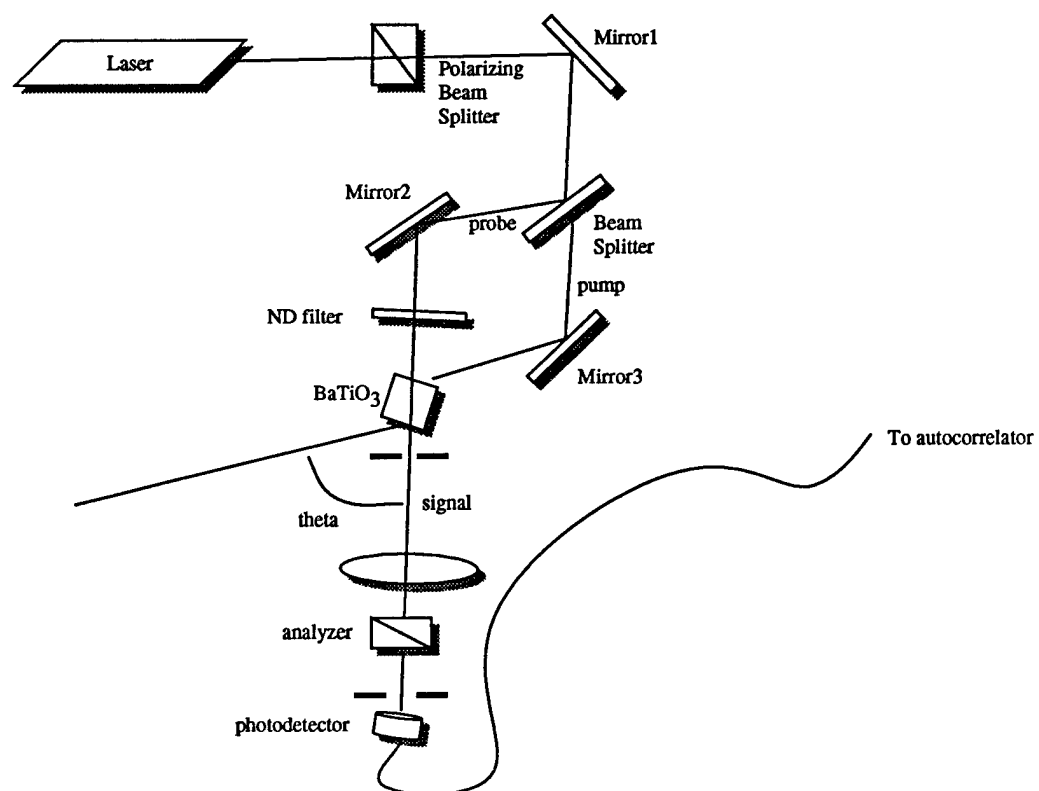 Laser
Polarizing
Beam
Splitter
Mirror1
Mirror2
probe
Beam
Splitter
pump
ND filter
Mirror3
BaTiO3
To autocorrelator
signal
theta
analyzer
photodetector